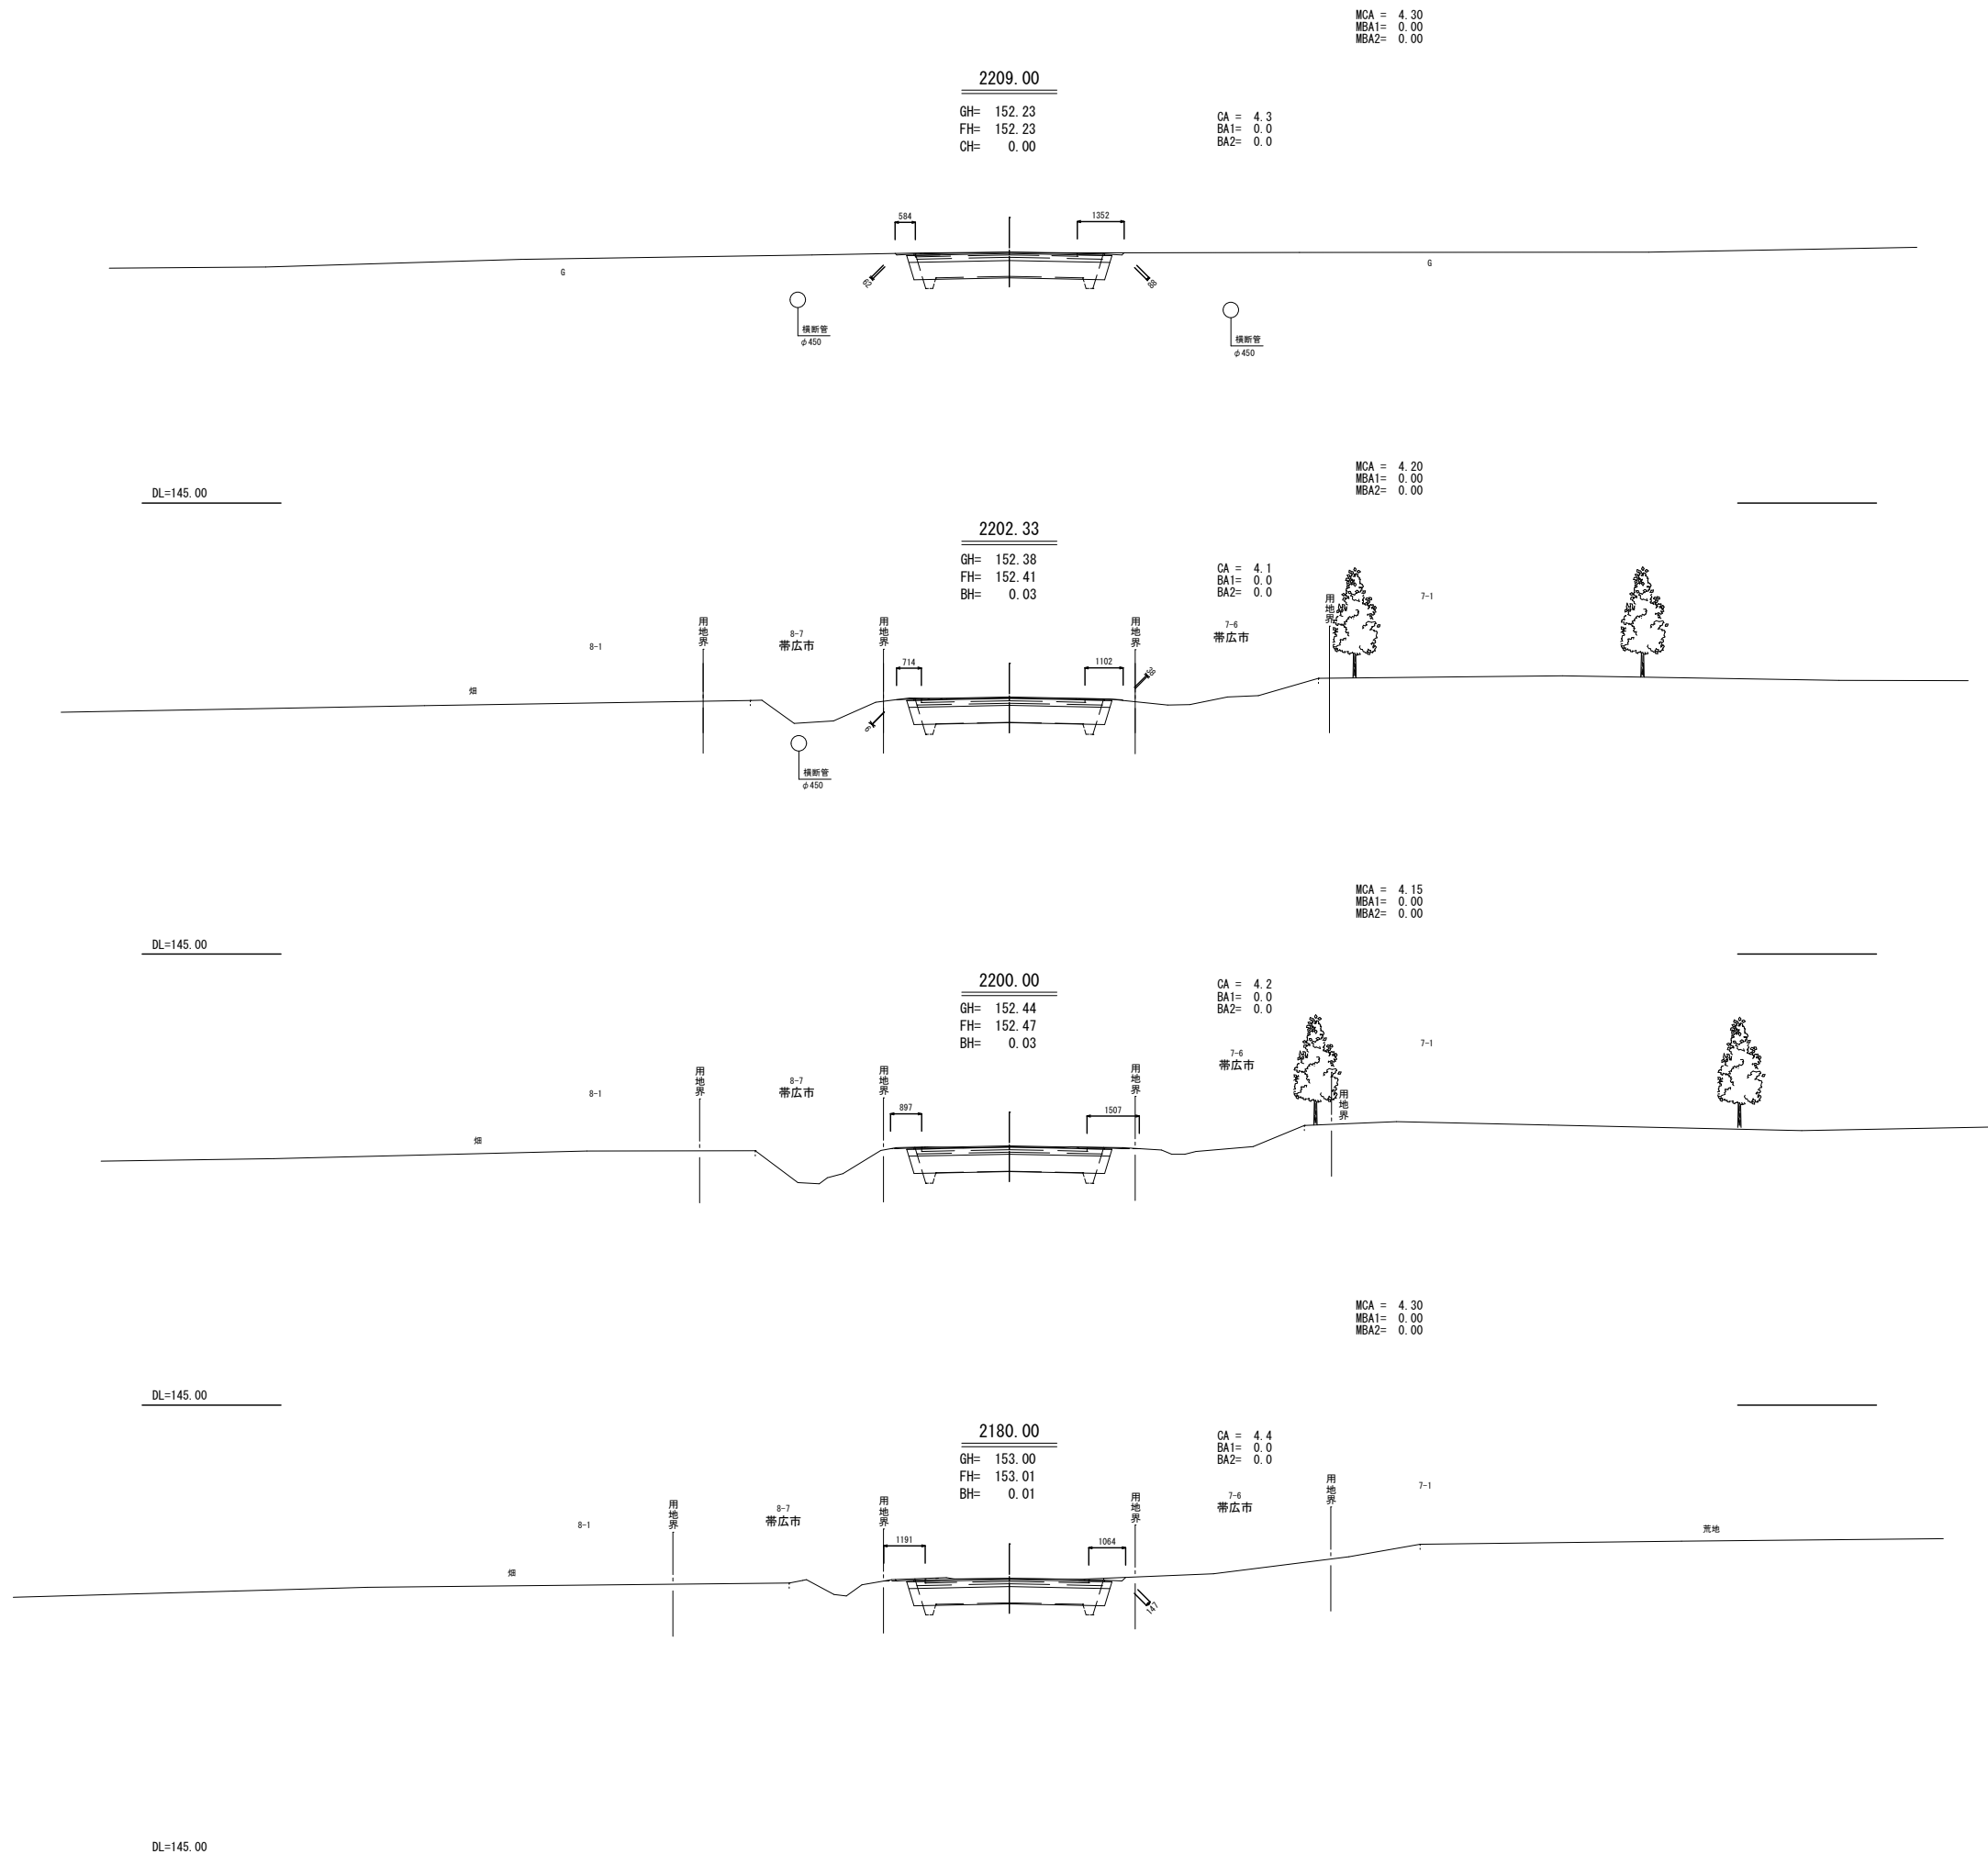 MCA = 4.30
MBA1= 0.00
MBA2= 0.00
2209.00
GH= 152.23
FH= 152.23
CH= 0.00
CA = 4.3
BA1= 0.0
BA2= 0.0
584
1352
G
G
93
88
横断管
φ450
横断管
φ450
MCA = 4.20
MBA1= 0.00
MBA2= 0.00
DL=145.00
2202.33
GH= 152.38
FH= 152.41
BH= 0.03
CA = 4.1
BA1= 0.0
BA2= 0.0
7-1
用地界
8-1
用地界
8-7
帯広市
用地界
用地界
7-6
帯広市
714
1102
畑
横断管
φ450
MCA = 4.15
MBA1= 0.00
MBA2= 0.00
DL=145.00
2200.00
GH= 152.44
FH= 152.47
BH= 0.03
CA = 4.2
BA1= 0.0
BA2= 0.0
7-1
7-6
帯広市
8-1
用地界
8-7
帯広市
用地界
用地界
用地界
897
1507
畑
MCA = 4.30
MBA1= 0.00
MBA2= 0.00
DL=145.00
2180.00
GH= 153.00
FH= 153.01
BH= 0.01
CA = 4.4
BA1= 0.0
BA2= 0.0
7-1
8-1
用地界
8-7
帯広市
用地界
用地界
7-6
帯広市
用地界
荒地
1191
1064
畑
147
DL=145.00